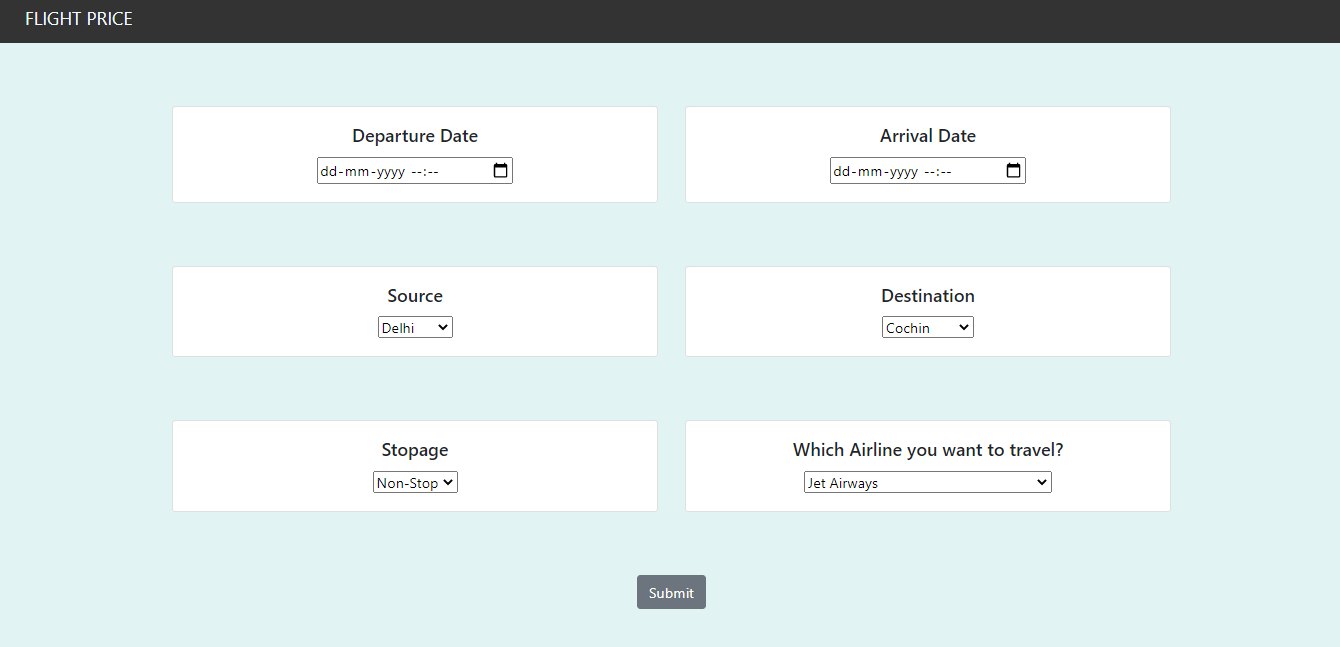 FLIGHT PRICE
Departure Date
dd-mm-yyyy --:--
Arrival Date
dd-mm-yyyy --:--
Source
Delhi
Destination
Cochin
Stopage
Non-Stop
Which Airline you want to travel?
Jet Airways
Submit